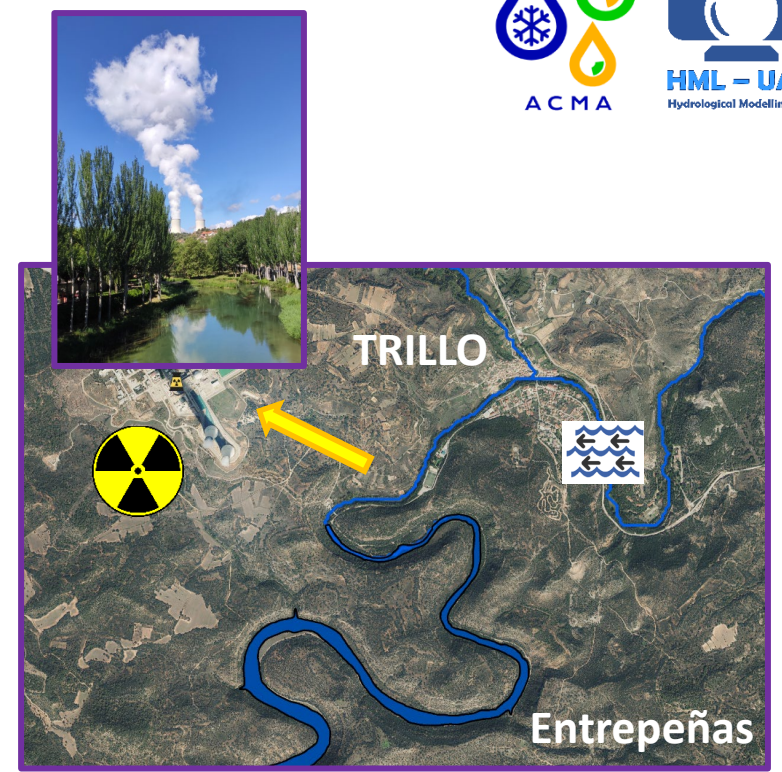 ACMA
HML – UA
Hydrological Modellin
TRILLO
Entrepeñas